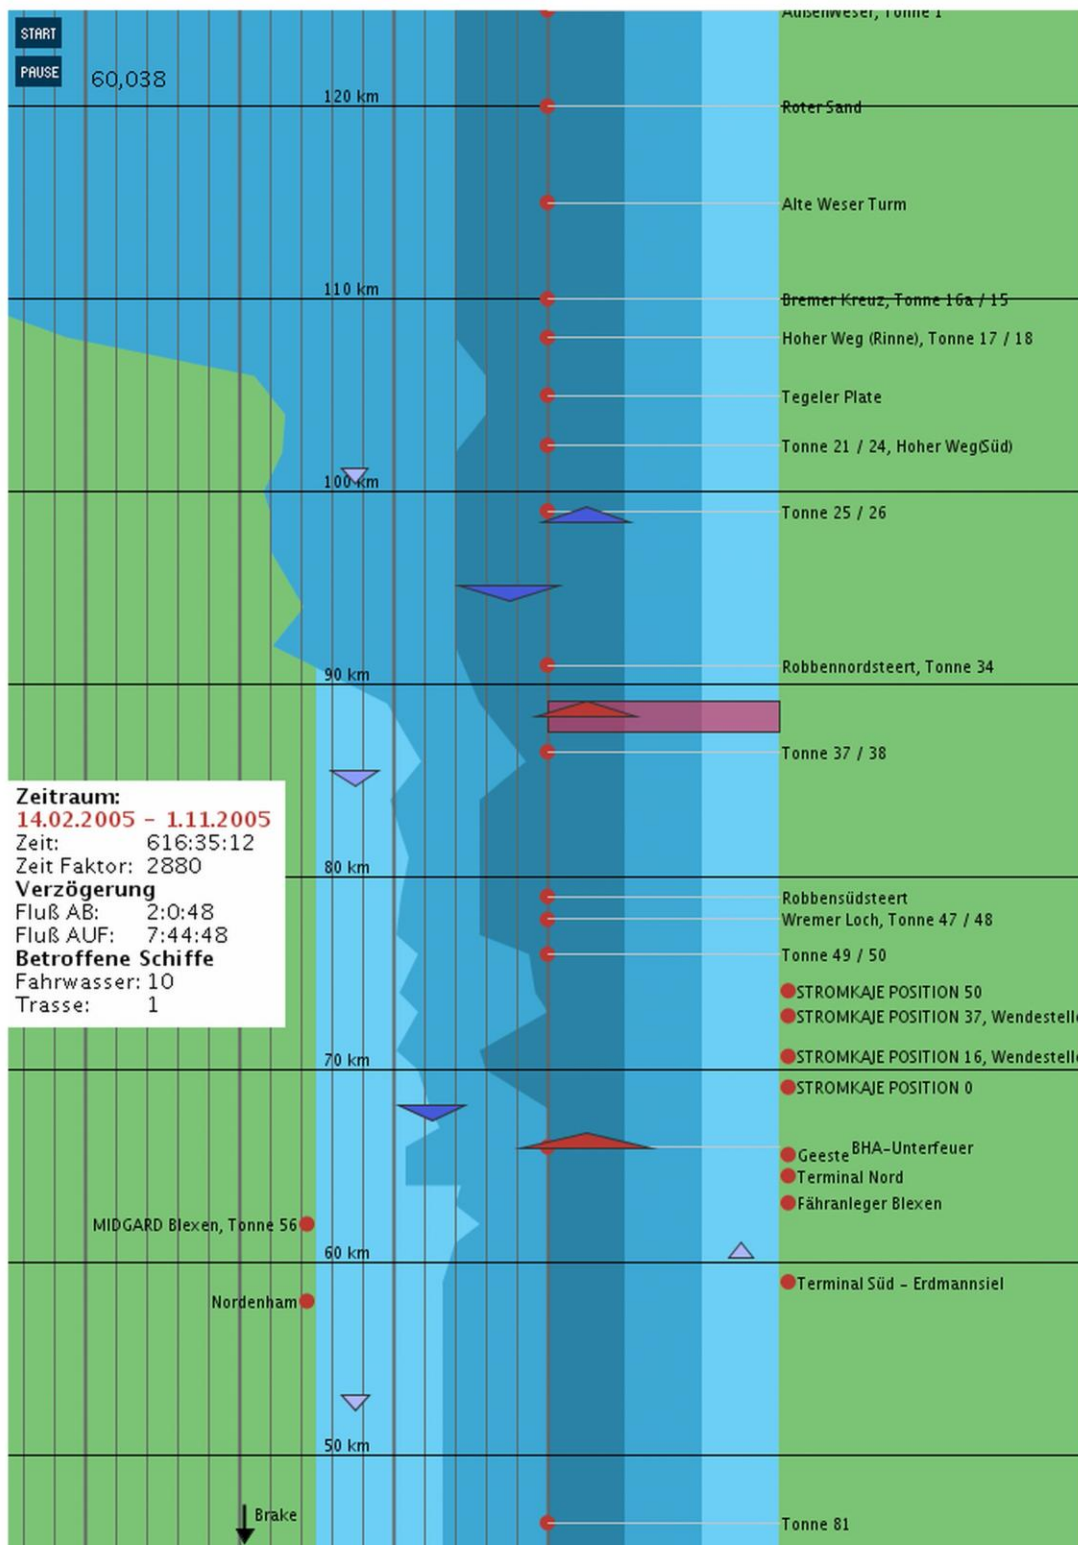 Außenweser, Tonne 1
START
PAUSE
60,038
120 km
Roter Sand
Alte Weser Turm
110 km
Bremer Kreuz, Tonne 16a / 15
Hoher Weg (Rinne), Tonne 17 / 18
Tegeler Plate
Tonne 21 / 24, Hoher Weg(Süd)
100 km
Tonne 25 / 26
Robbennordsteert, Tonne 34
90 km
Tonne 37 / 38
Zeitraum:
14.02.2005 – 1.11.2005
Zeit: 616:35:12
Zeit Faktor: 2880
Verzögerung
Fluß AB: 2:0:48
Fluß AUF: 7:44:48
Betroffene Schiffe
Fahrwasser: 10
Trasse: 1
80 km
Robbensüdsteert
Wremer Loch, Tonne 47 / 48
Tonne 49 / 50
STROMKAJE POSITION 50
STROMKAJE POSITION 37, Wendestelle
STROMKAJE POSITION 16, Wendestelle
70 km
STROMKAJE POSITION 0
BHA–Unterfeuer
Geeste
Terminal Nord
Fähranleger Blexen
MIDGARD Blexen, Tonne 56
60 km
Terminal Süd – Erdmannsiel
Nordenham
50 km
Brake
Tonne 81